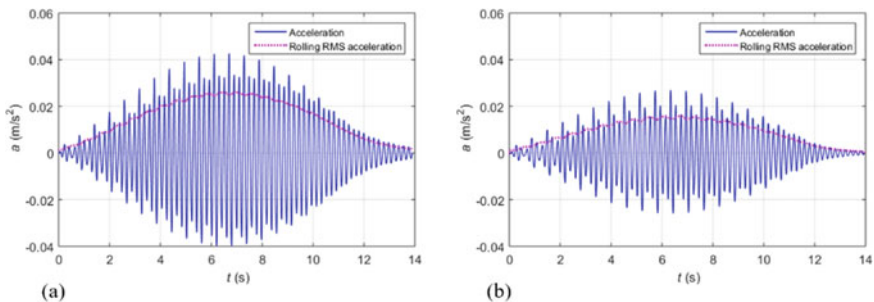 0.06
0.04
0.02
0
-0.02
-0.04
a (m/s²)
0 2 4 6 8 10 12 14
t (s)
Acceleration
Rolling RMS acceleration
(a)
0.06
0.04
0.02
0
-0.02
-0.04
a (m/s²)
0 2 4 6 8 10 12 14
t (s)
Acceleration
Rolling RMS acceleration
(b)